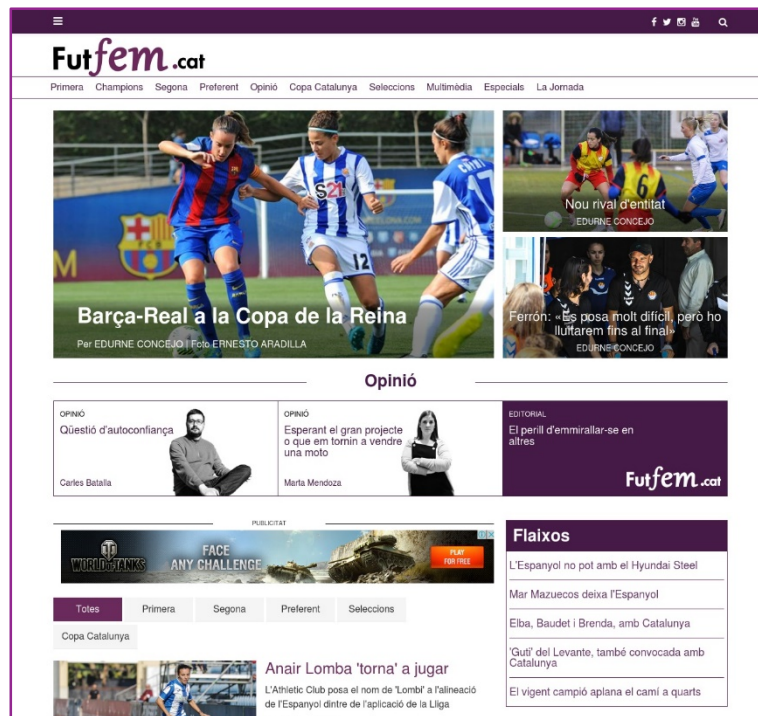 Futfem.cat
Primera Champions Segona Preferent Opinió Copa Catalunya Seleccions Multimèdia Especials La Jornada
S21
12
6
Barça-Real a la Copa de la Reina
Per EDURNE CONCEJO | Foto ERNESTO ARADILLA
Nou rival d'entitat
EDURNE CONCEJO
Ferrón: «Es posa molt difícil, però ho
lluitarem fins al final»
EDURNE CONCEJO
Opinió
OPINIÓ
Qüestió d'autoconfiança
Carles Batalla
OPINIÓ
Esperant el gran projecte
o que em tornin a vendre
una moto
Marta Mendoza
EDITORIAL
El perill d'emmirallar-se en
altres
Futfem.cat
PUBLICITAT
WORLD OF TANKS
FACE
ANY CHALLENGE
PLAY
FOR FREE
Totes Primera Segona Preferent Seleccions
Copa Catalunya
Anair Lomba 'torna' a jugar
L'Athletic Club posa el nom de 'Lombi' a l'alineació
de l'Espanyol dintre de l'aplicació de la Lliga
Flaixos
L'Espanyol no pot amb el Hyundai Steel
Mar Mazuecos deixa l'Espanyol
Elba, Baudet i Brenda, amb Catalunya
'Guti' del Levante, també convocada amb
Catalunya
El vigent campió aplana el camí a quarts